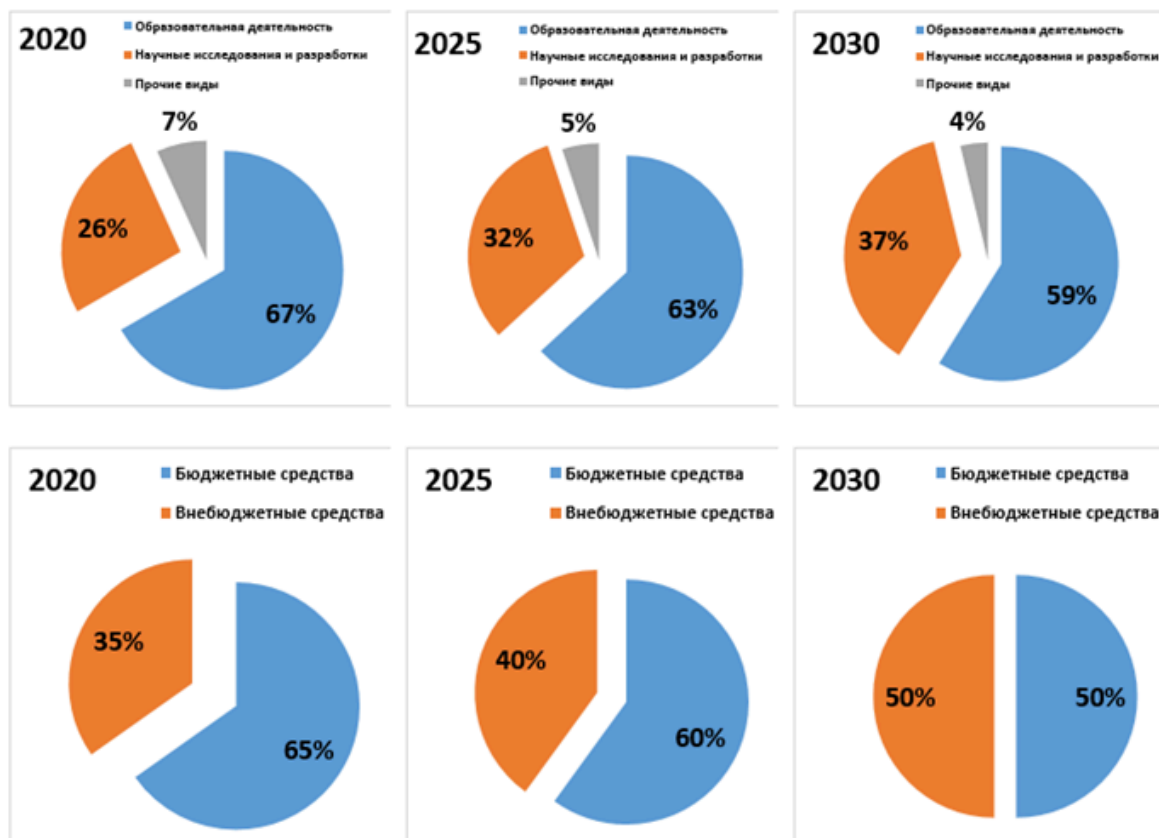 2020
Образовательная деятельность
Научные исследования и разработки
Прочие виды
7%
26%
67%
2025
Образовательная деятельность
Научные исследования и разработки
Прочие виды
5%
32%
63%
2030
Образовательная деятельность
Научные исследования и разработки
Прочие виды
4%
37%
59%
2020
Бюджетные средства
Внебюджетные средства
35%
65%
2025
Бюджетные средства
Внебюджетные средства
40%
60%
2030
Бюджетные средства
Внебюджетные средства
50%
50%